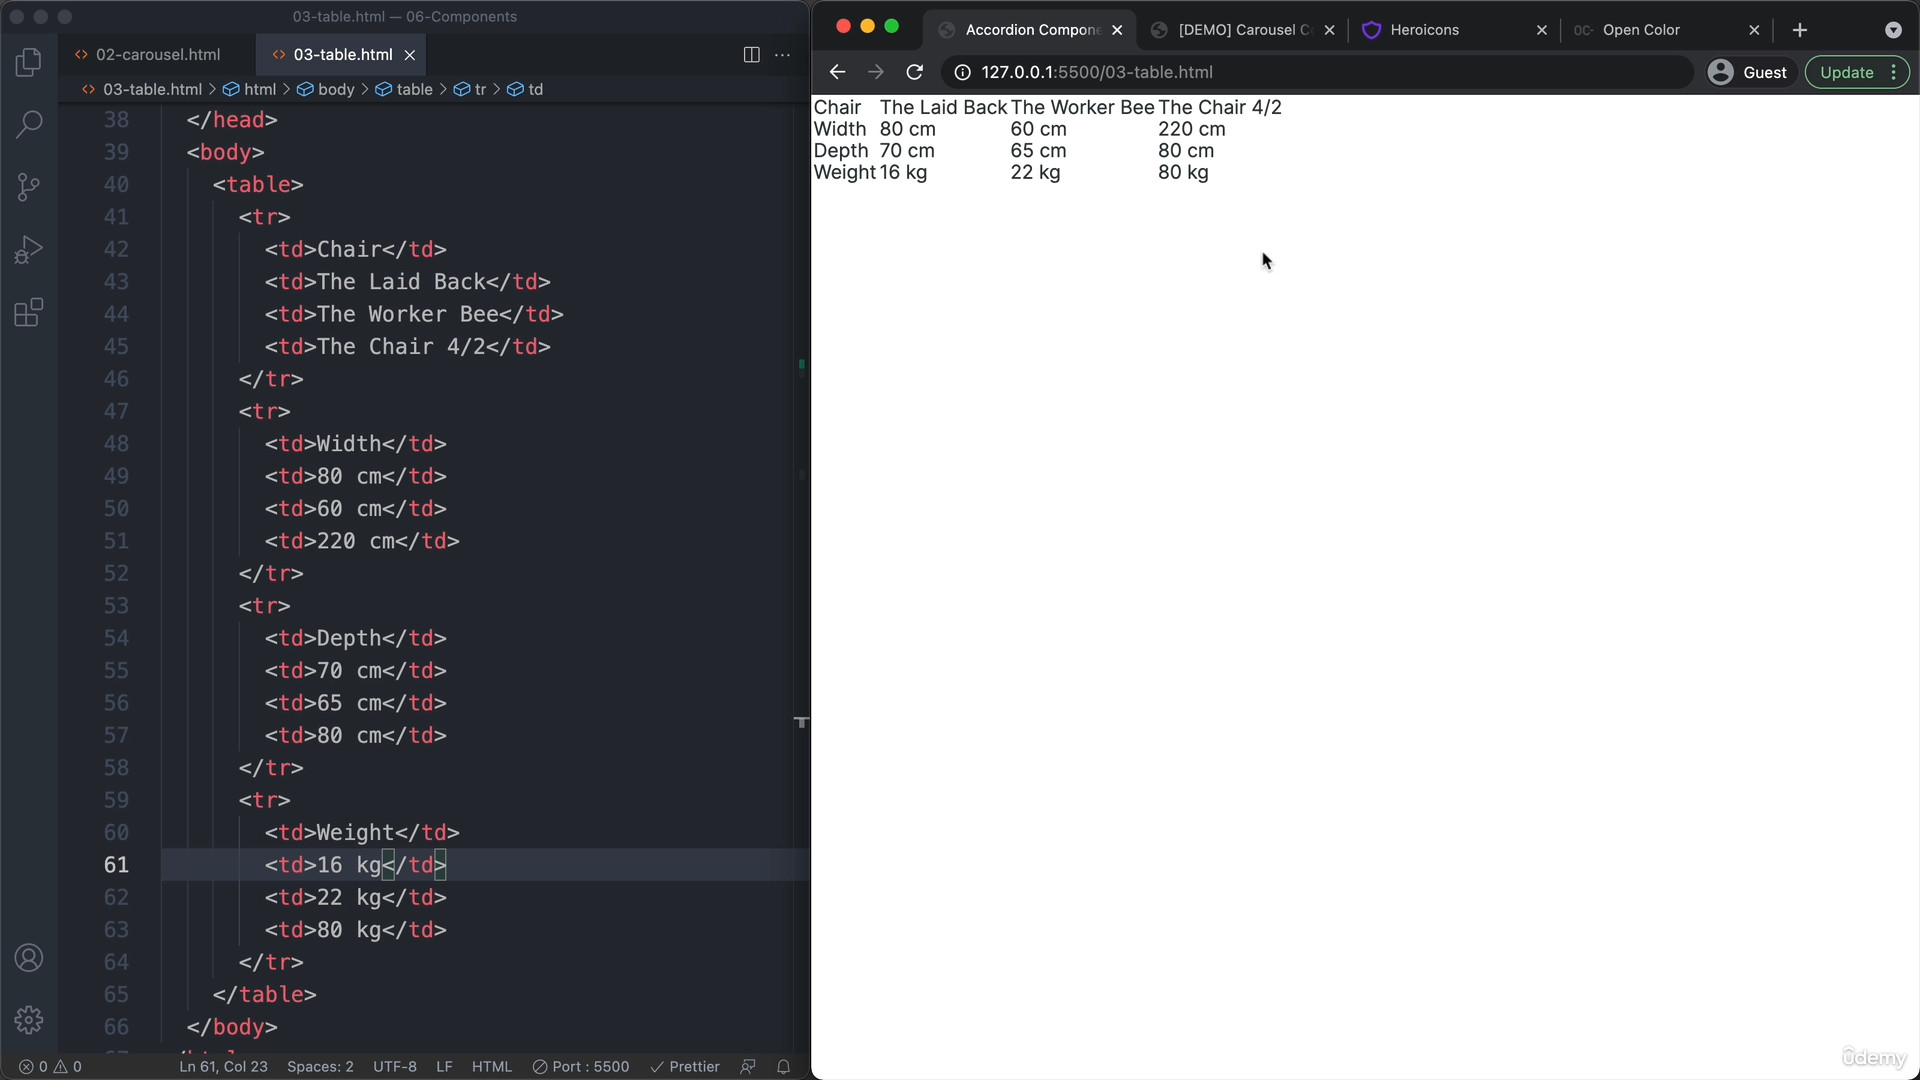 03-table.html — 06-Components
02-carousel.html
03-table.html
03-table.html > html > body > table > tr > td
38 </head>
39 <body>
40 <table>
41 <tr>
42 <td>Chair</td>
43 <td>The Laid Back</td>
44 <td>The Worker Bee</td>
45 <td>The Chair 4/2</td>
46 </tr>
47 <tr>
48 <td>Width</td>
49 <td>80 cm</td>
50 <td>60 cm</td>
51 <td>220 cm</td>
52 </tr>
53 <tr>
54 <td>Depth</td>
55 <td>70 cm</td>
56 <td>65 cm</td>
57 <td>80 cm</td>
58 </tr>
59 <tr>
60 <td>Weight</td>
61 <td>16 kg</td>
62 <td>22 kg</td>
63 <td>80 kg</td>
64 </tr>
65 </table>
66 </body>
0 0 Ln 61, Col 23 Spaces: 2 UTF-8 LF HTML Port : 5500 Prettier
Accordion Compone
[DEMO] Carousel C
Heroicons
Open Color
127.0.0.1:5500/03-table.html
Guest
Update
Chair The Laid Back The Worker Bee The Chair 4/2
Width 80 cm 60 cm 220 cm
Depth 70 cm 65 cm 80 cm
Weight 16 kg 22 kg 80 kg
ûdemy